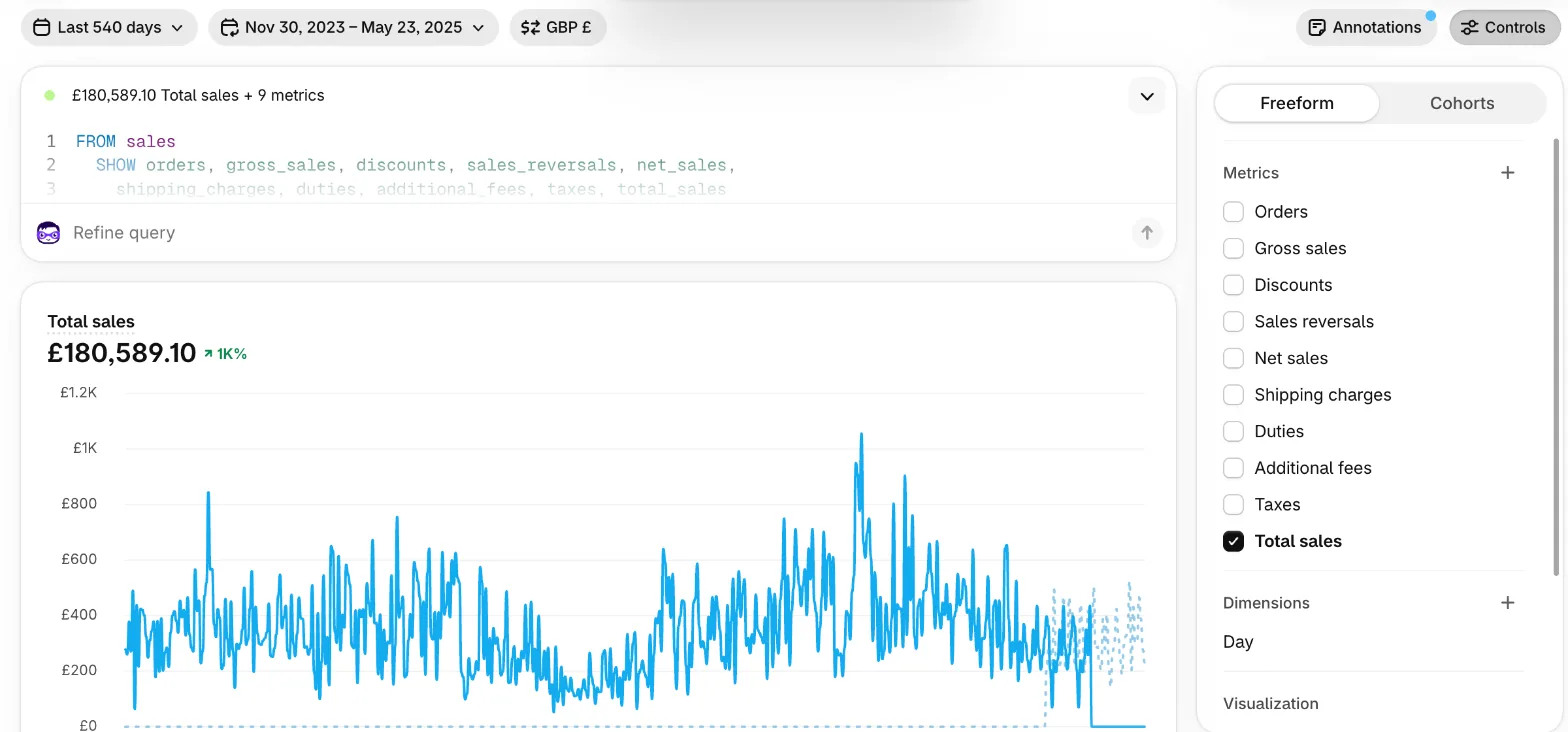 Last 540 days
Nov 30, 2023 – May 23, 2025
GBP £
Annotations
Controls
£180,589.10 Total sales + 9 metrics
1 FROM sales
2 SHOW orders, gross_sales, discounts, sales_reversals, net_sales,
3 shipping_charges, duties, additional_fees, taxes, total_sales
Refine query
Total sales
£180,589.10 1K%
£1.2K
£1K
£800
£600
£400
£200
£0
Freeform
Cohorts
Metrics
Orders
Gross sales
Discounts
Sales reversals
Net sales
Shipping charges
Duties
Additional fees
Taxes
Total sales
Dimensions
Day
Visualization